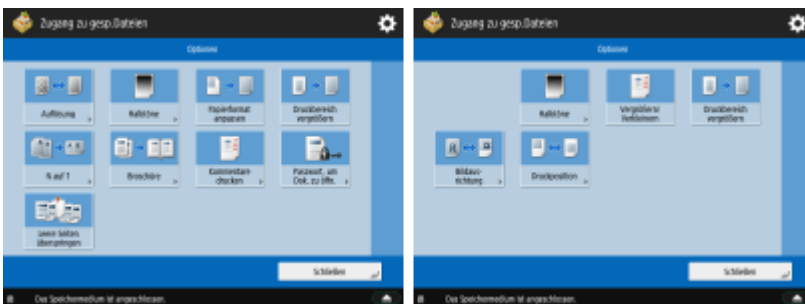 Zugang zu gesp.Dateien
Optionen
Auflösung
Halbtöne
Papierformat
anpassen
Druckbereich
vergrößern
N auf 1
Broschüre
Kommentare
drucken
Passwort, um
Dok. zu öffn.
Leere Seiten
überspringen
Schließen
Das Speichermedium ist angeschlossen.
Zugang zu gesp.Dateien
Optionen
Halbtöne
Vergrößern/
Verkleinern
Druckbereich
vergrößern
Bildaus-
richtung
Druckposition
Schließen
Das Speichermedium ist angeschlossen.